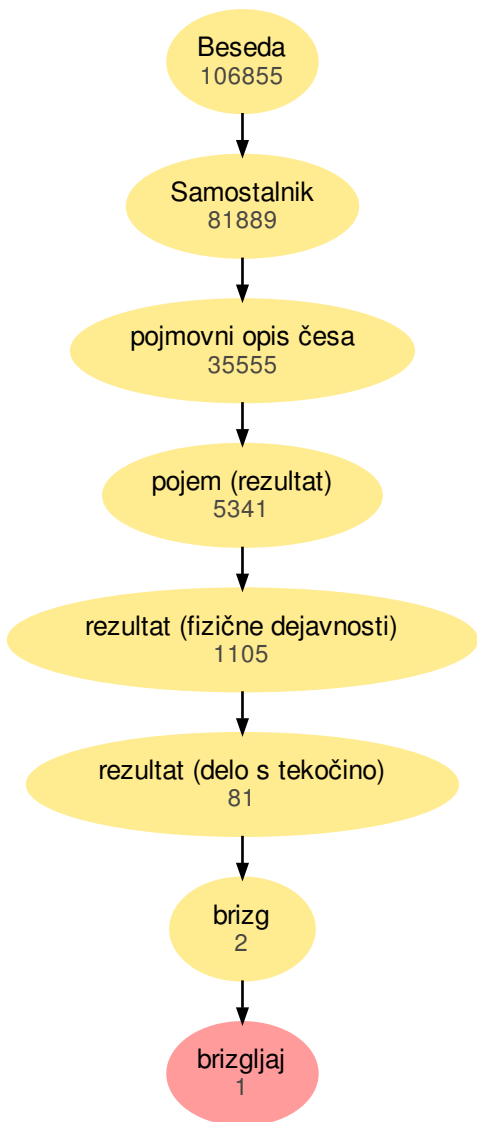 Beseda
106855
Samostalnik
81889
pojmovni opis česa
35555
pojem (rezultat)
5341
rezultat (fizične dejavnosti)
1105
rezultat (delo s tekočino)
81
brizg
2
brizgljaj
1